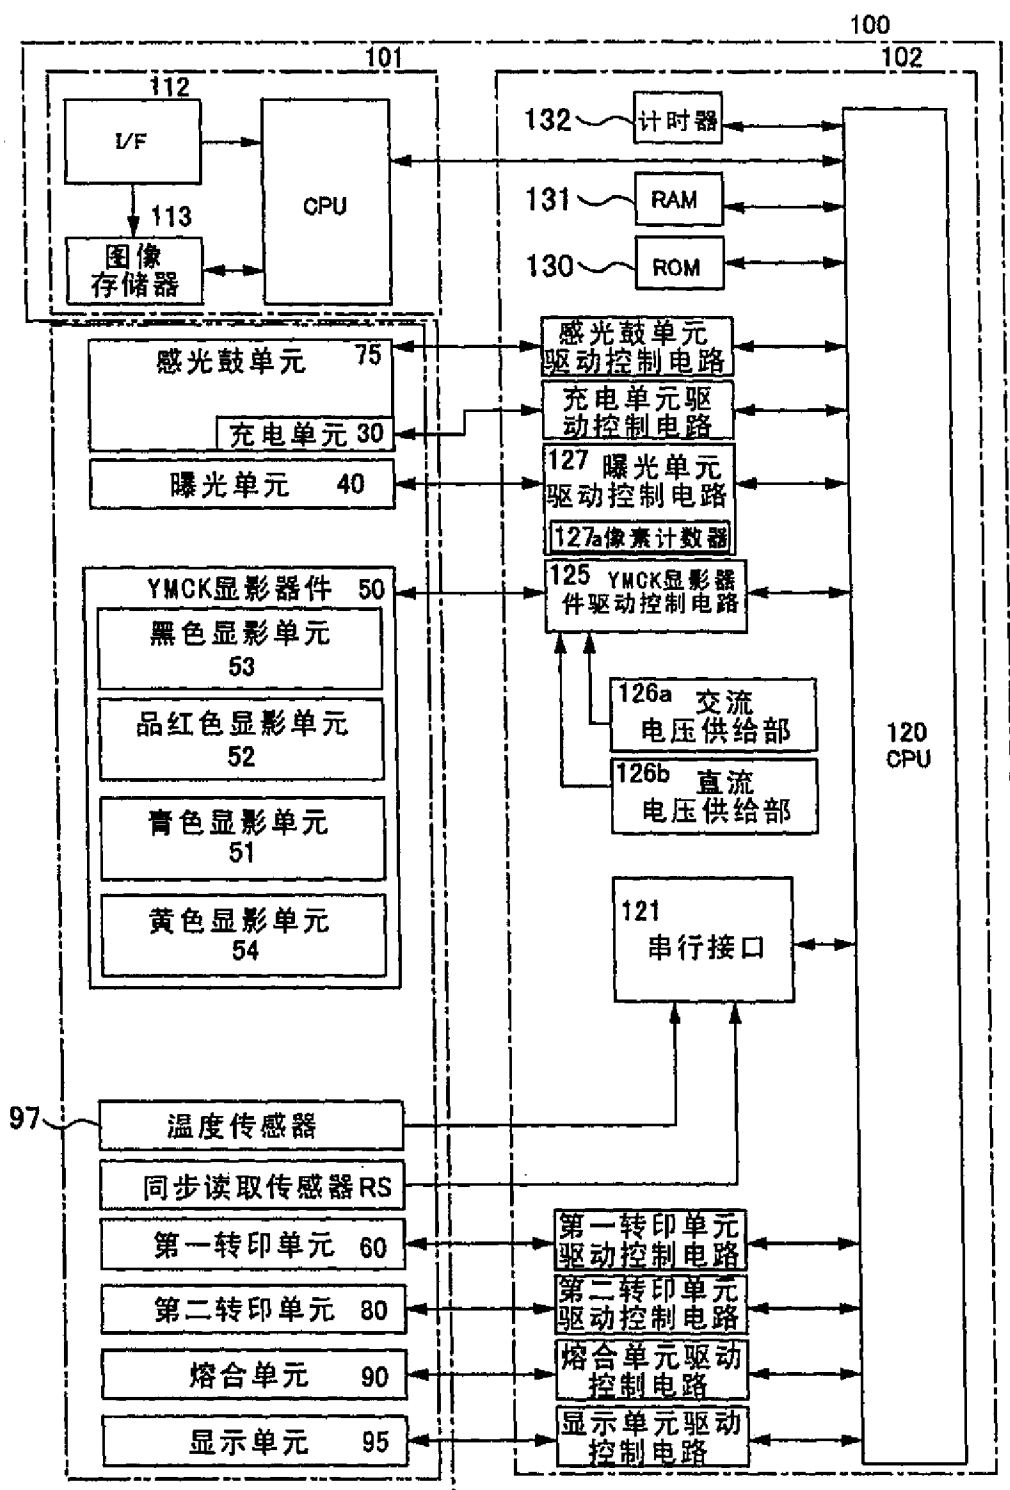 100
101
102
112
I/F
CPU
113
图像
存储器
132
计时器
131
RAM
130
ROM
感光鼓单元 75
充电单元 30
曝光单元 40
感光鼓单元
驱动控制电路
充电单元驱
动控制电路
127 曝光单元
驱动控制电路
127a像素计数器
YMCK显影器件 50
黑色显影单元
53
品红色显影单元
52
青色显影单元
51
黄色显影单元
54
125 YMCK显影器
件驱动控制电路
126a 交流
电压供给部
126b 直流
电压供给部
120
CPU
121
串行接口
97
温度传感器
同步读取传感器RS
第一转印单元 60
第二转印单元 80
熔合单元 90
显示单元 95
第一转印单元
驱动控制电路
第二转印单元
驱动控制电路
熔合单元驱动
控制电路
显示单元驱动
控制电路